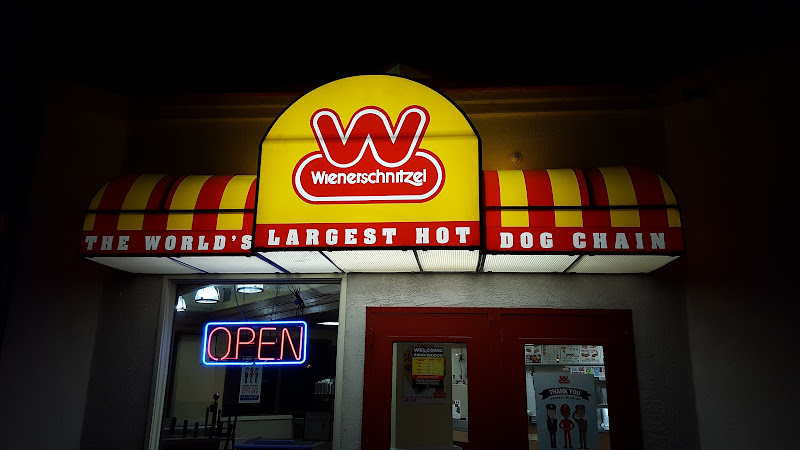 W
Wienerschnitzel
THE WORLD'S LARGEST HOT DOG CHAIN
OPEN
WELCOME
W
THANK YOU